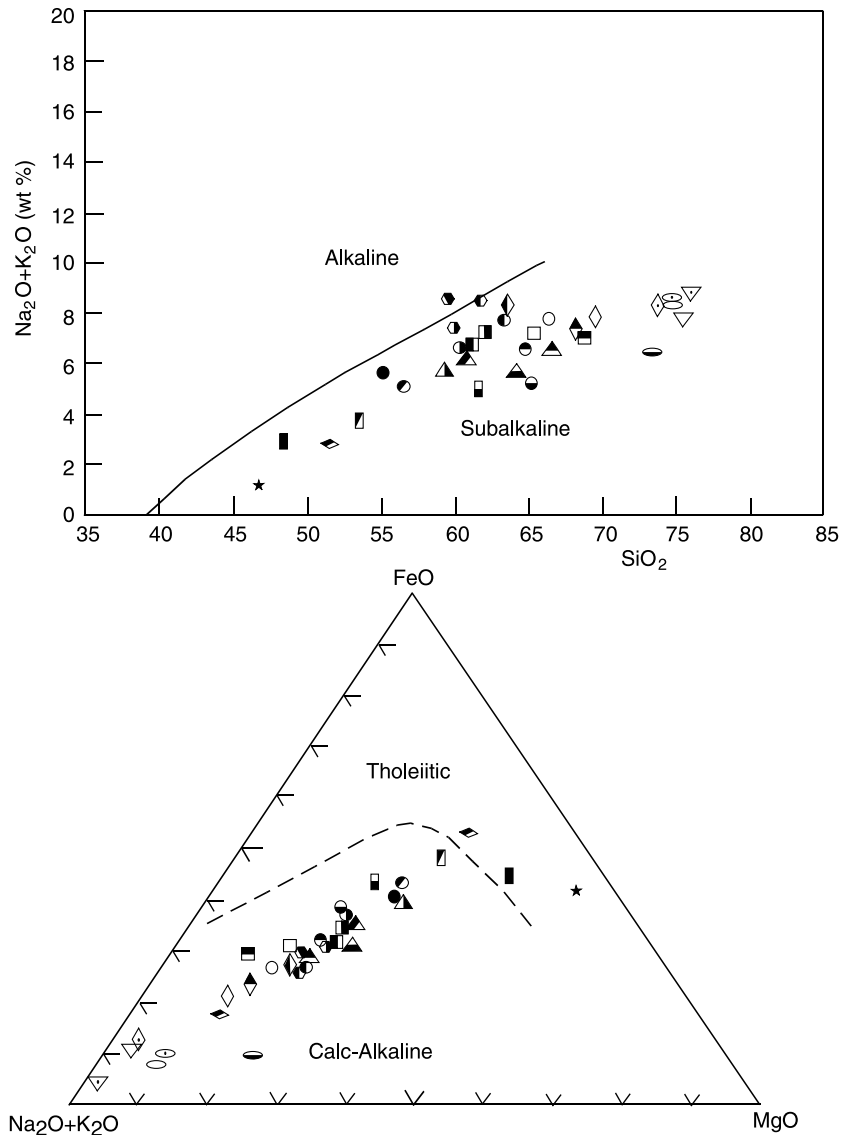 20
18
16
14
12
10
8
6
4
2
0
Na₂O+K₂O (wt %)
Alkaline
Subalkaline
35 40 45 50 55 60 65 70 75 80 85
SiO₂
FeO
Tholeiitic
Calc-Alkaline
Na₂O+K₂O
MgO